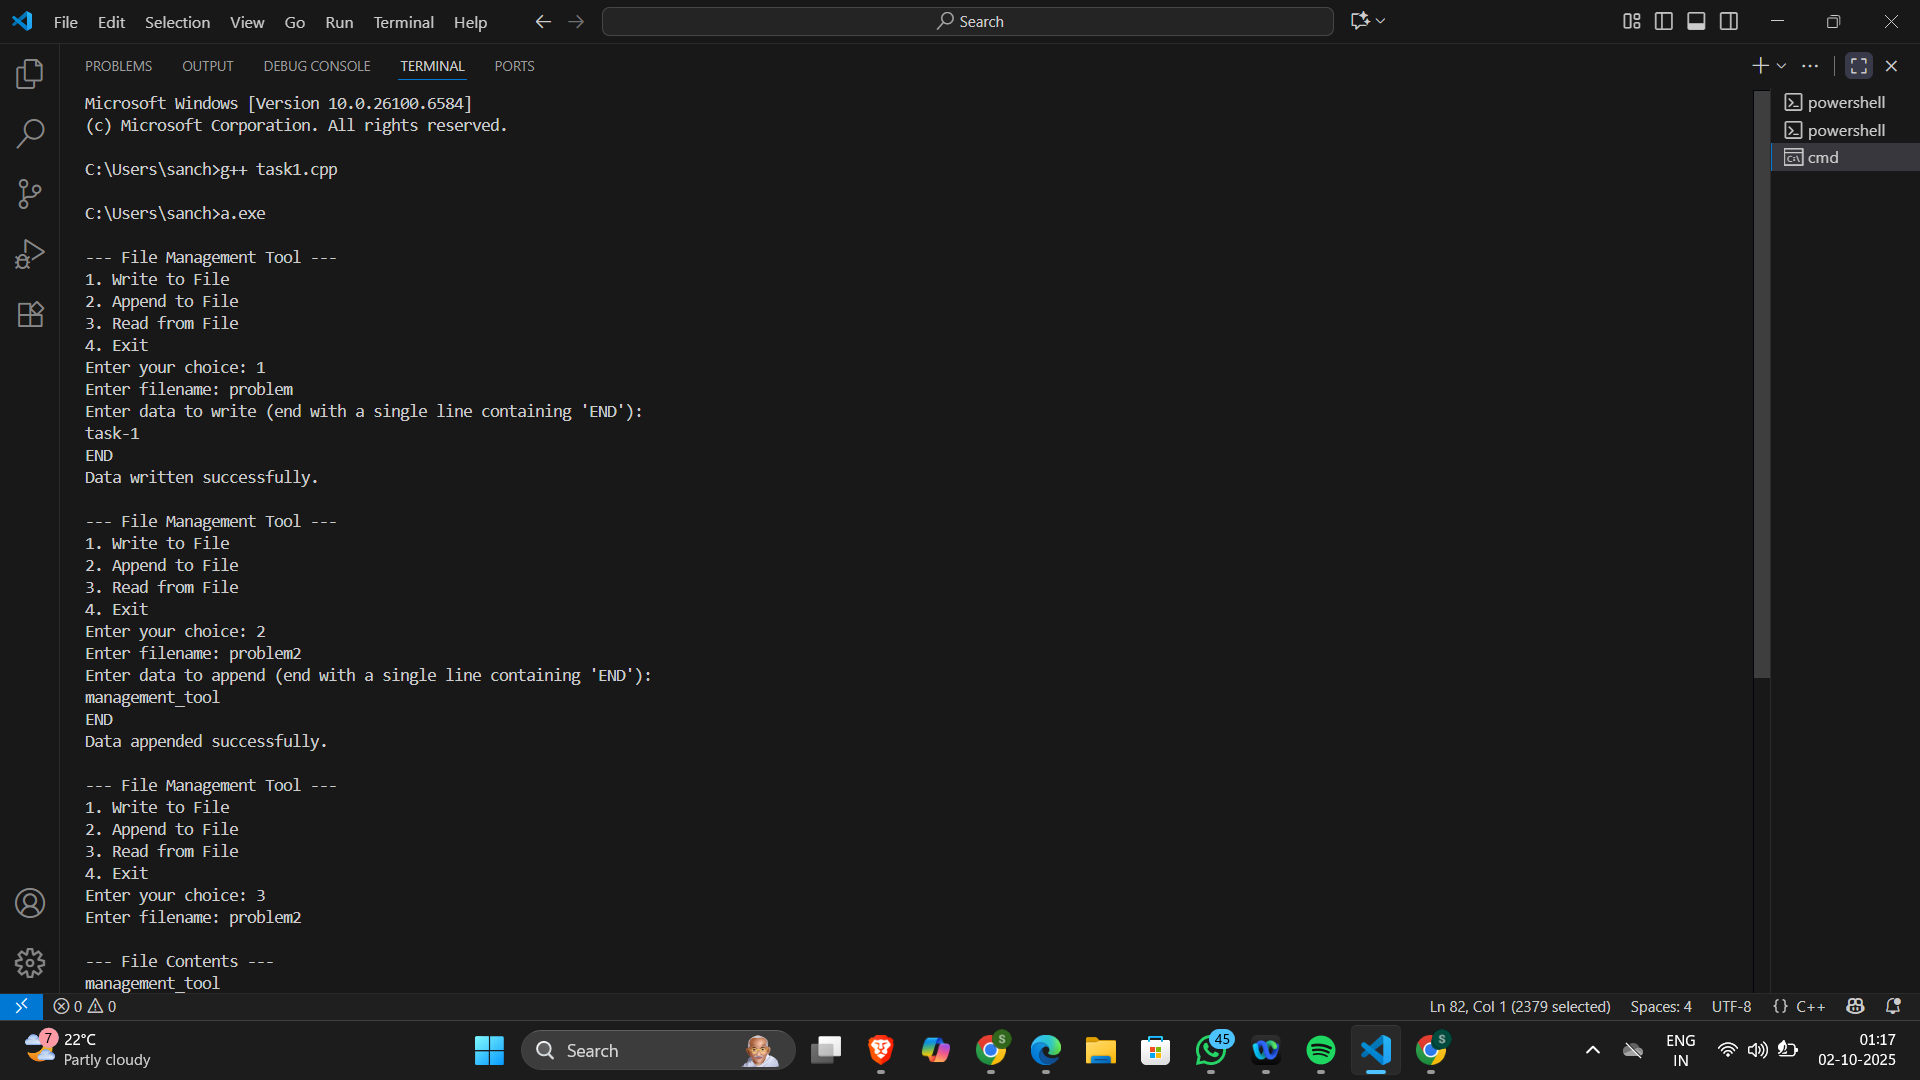 File Edit Selection View Go Run Terminal Help
Search
PROBLEMS OUTPUT DEBUG CONSOLE TERMINAL PORTS
Microsoft Windows [Version 10.0.26100.6584]
(c) Microsoft Corporation. All rights reserved.
C:\Users\sanch>g++ task1.cpp
C:\Users\sanch>a.exe
--- File Management Tool ---
1. Write to File
2. Append to File
3. Read from File
4. Exit
Enter your choice: 1
Enter filename: problem
Enter data to write (end with a single line containing 'END'):
task-1
END
Data written successfully.
--- File Management Tool ---
1. Write to File
2. Append to File
3. Read from File
4. Exit
Enter your choice: 2
Enter filename: problem2
Enter data to append (end with a single line containing 'END'):
management_tool
END
Data appended successfully.
--- File Management Tool ---
1. Write to File
2. Append to File
3. Read from File
4. Exit
Enter your choice: 3
Enter filename: problem2
--- File Contents ---
management_tool
powershell
powershell
cmd
0 0
Ln 82, Col 1 (2379 selected) Spaces: 4 UTF-8 {} C++
7
22°C
Partly cloudy
Search
S
45
S
ENG
IN
01:17
02-10-2025